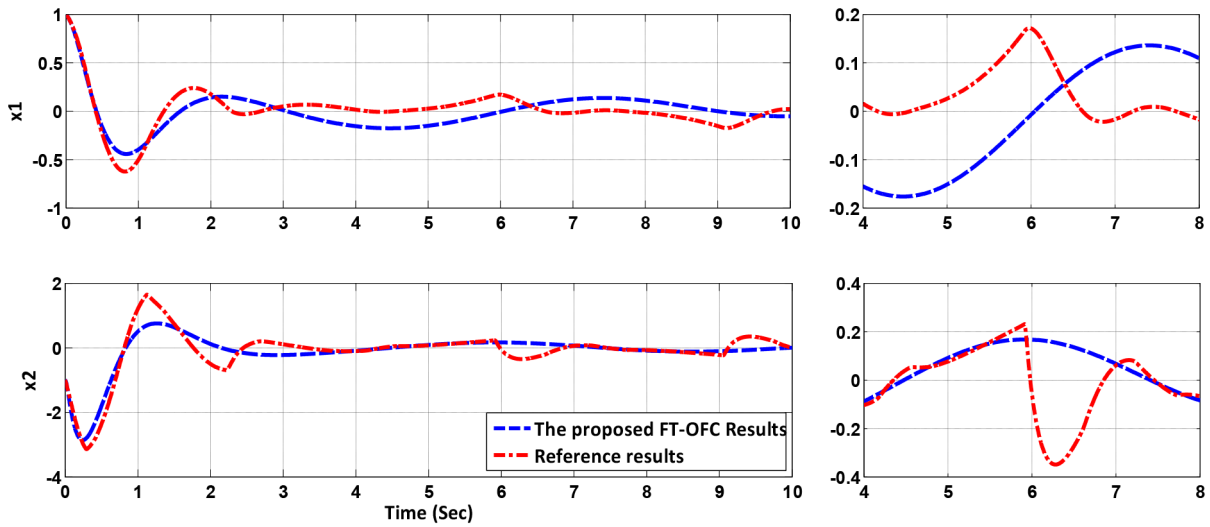 1
0.5
0
-0.5
-1
x1
0 1 2 3 4 5 6 7 8 9 10
0.2
0.1
0
-0.1
-0.2
4 5 6 7 8
2
0
-2
-4
x2
0 1 2 3 4 5 6 7 8 9 10
Time (Sec)
The proposed FT-OFC Results
Reference results
0.4
0.2
0
-0.2
-0.4
4 5 6 7 8